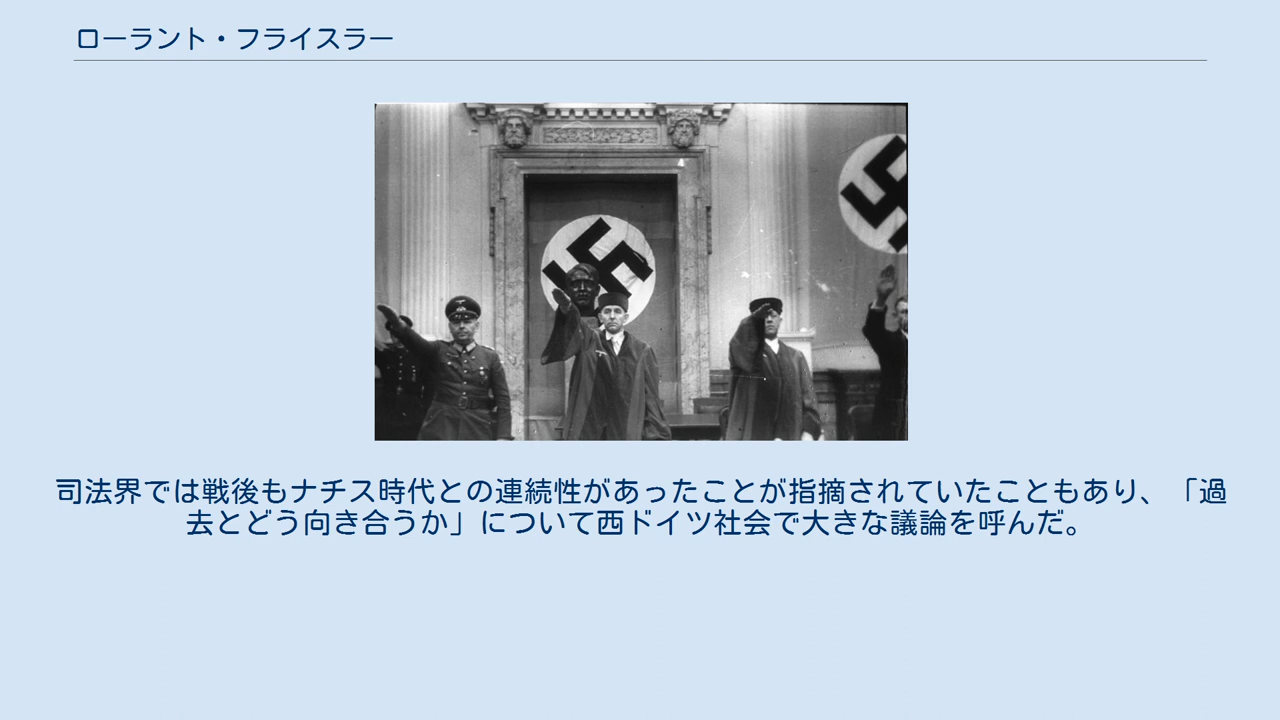 ローラント・フライスラー
司法界では戦後もナチス時代との連続性があったことが指摘されていたこともあり、「過
去とどう向き合うか」について西ドイツ社会で大きな議論を呼んだ。